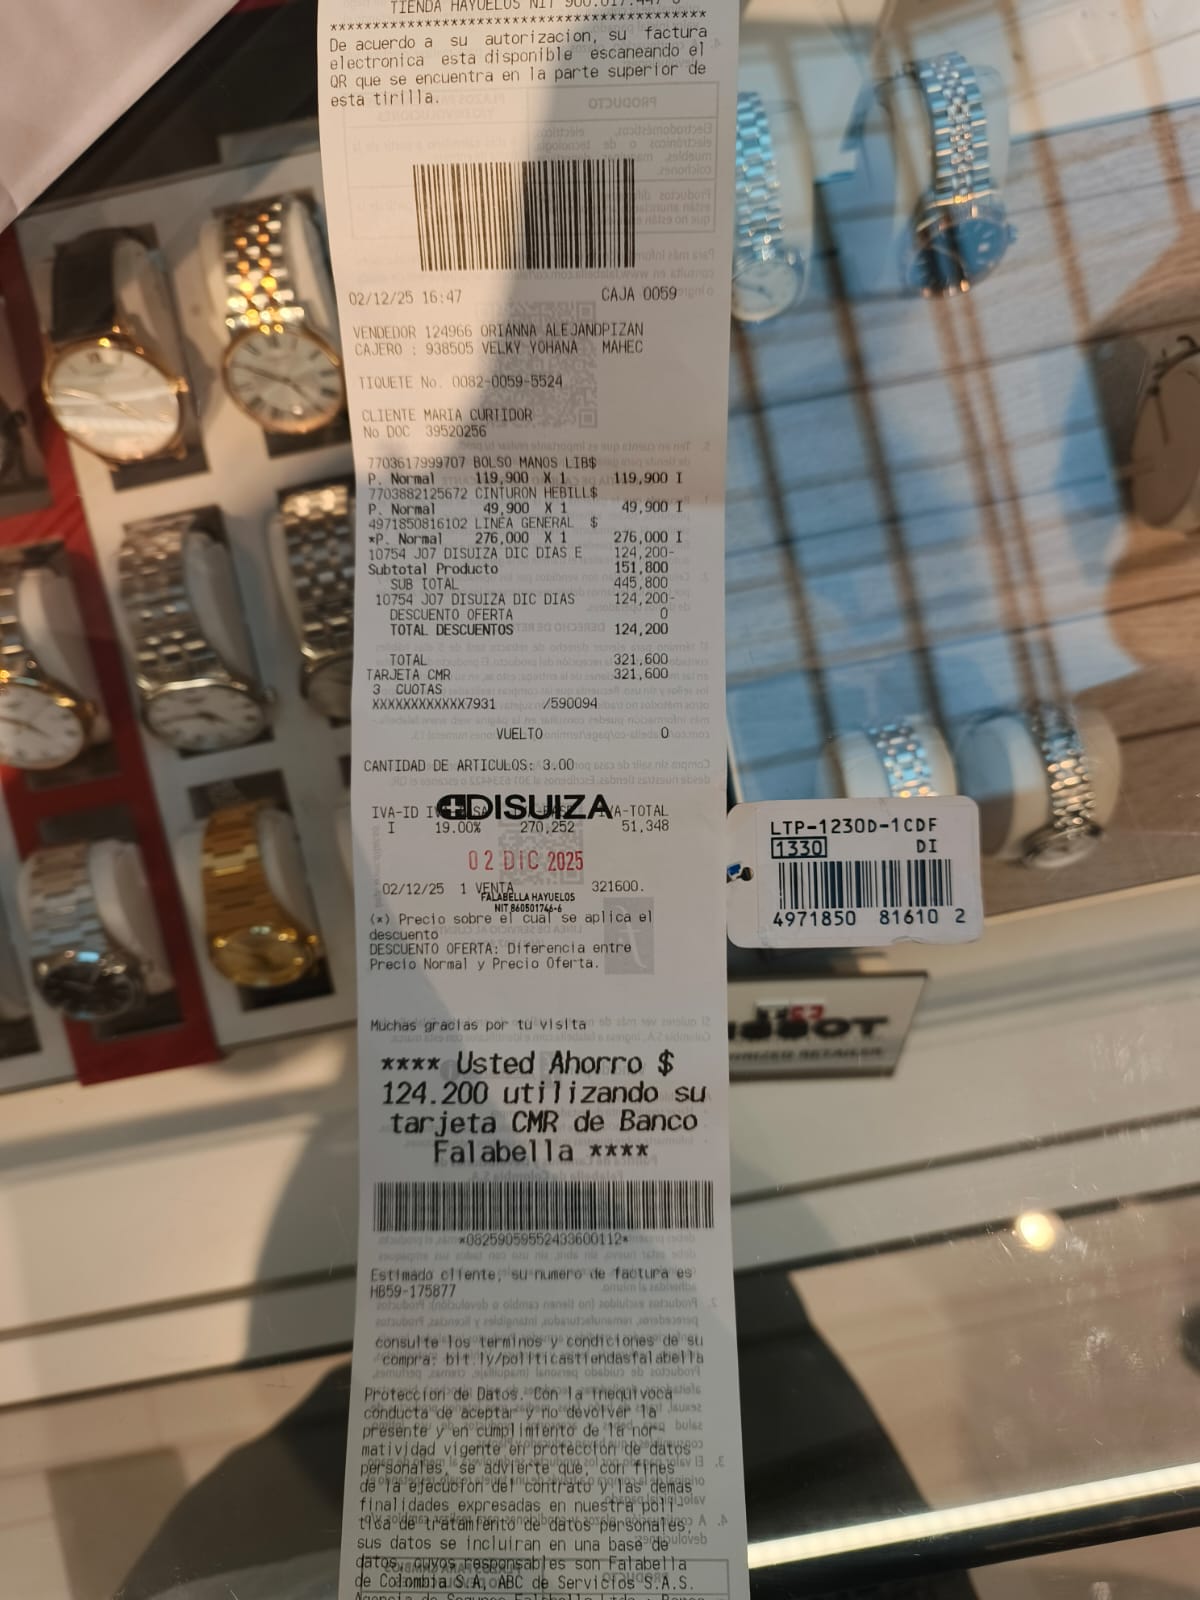 TIENDA HAYUELOS NIT 900.017.447-8
****************************************
De acuerdo a su autorizacion, su factura
electronica esta disponible escaneando el
QR que se encuentra en la parte superior de
esta tirilla.
02/12/25 16:47 CAJA 0059
VENDEDOR 124966 ORIANNA ALEJANDPIZAN
CAJERO : 938505 VELKY YOHANA MAHEC
TIQUETE No. 0082-0059-5524
CLIENTE MARIA CURTIDOR
No DOC 39520256
7703617999707 BOLSO MANOS LIB$
P. Normal 119,900 X 1 119,900 I
7703882125672 CINTURON HEBILL$
P. Normal 49,900 X 1 49,900 I
4971850816102 LINEA GENERAL $
*P. Normal 276,000 X 1 276,000 I
10754 J07 DISUIZA DIC DIAS E 124,200-
Subtotal Producto 151,800
SUB TOTAL 445,800
10754 J07 DISUIZA DIC DIAS 124,200-
DESCUENTO OFERTA 0
TOTAL DESCUENTOS 124,200
TOTAL 321,600
TARJETA CMR 321,600
3 CUOTAS
XXXXXXXXXXXX7931 /590094
VUELTO 0
CANTIDAD DE ARTICULOS: 3.00
DISUIZA
IVA-ID A-TOTAL
I 19.00% 270,252 51,348
02 DIC 2025
02/12/25 1 VENTA 321600.
FALABELLA HAYUELOS
NIT 860501746-6
(*) Precio sobre el cual se aplica el
descuento
DESCUENTO OFERTA: Diferencia entre
Precio Normal y Precio Oferta.
Muchas gracias por tu visita
**** Usted Ahorro $
124.200 utilizando su
tarjeta CMR de Banco
Falabella ****
*08259059552433600112*
Estimado cliente, su numero de factura es
HB59-175877
consulte los terminos y condiciones de su
compra: bit.ly/politicastiendasfalabella
Proteccion de Datos. Con la inequivoca
conducta de aceptar y no devolver la
presente y en cumplimiento de la nor-
matividad vigente en proteccion de datos
personales, se advierte que, con fines
de la ejecucion del contrato y las demas
finalidades expresadas en nuestra poli-
tica de tratamiento de datos personales,
sus datos se incluiran en una base de
datos, cuyos responsables son Falabella
de Colombia S.A, ABC de Servicios S.A.S.
LTP-1230D-1CDF
1330 DI
4971850 81610 2